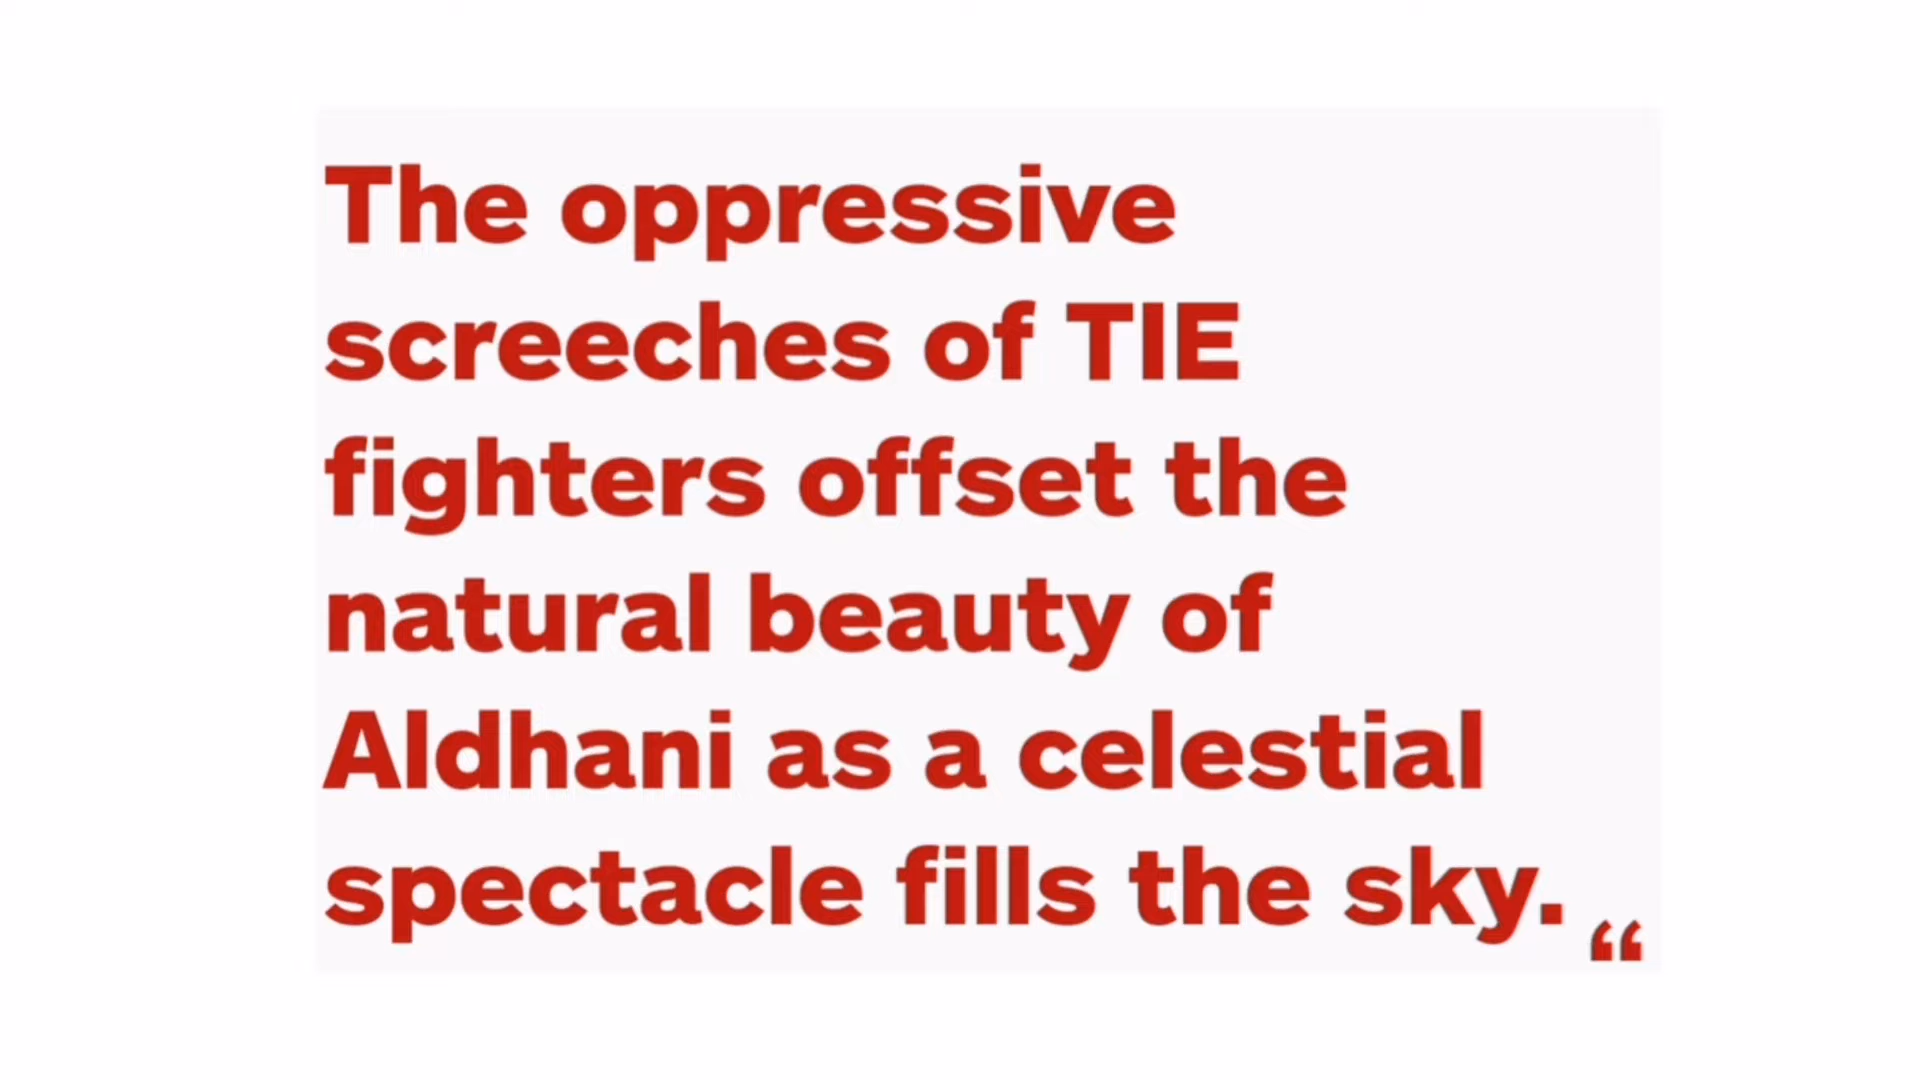 The oppressive
screeches of TIE
fighters offset the
natural beauty of
Aldhani as a celestial
spectacle fills the sky. “